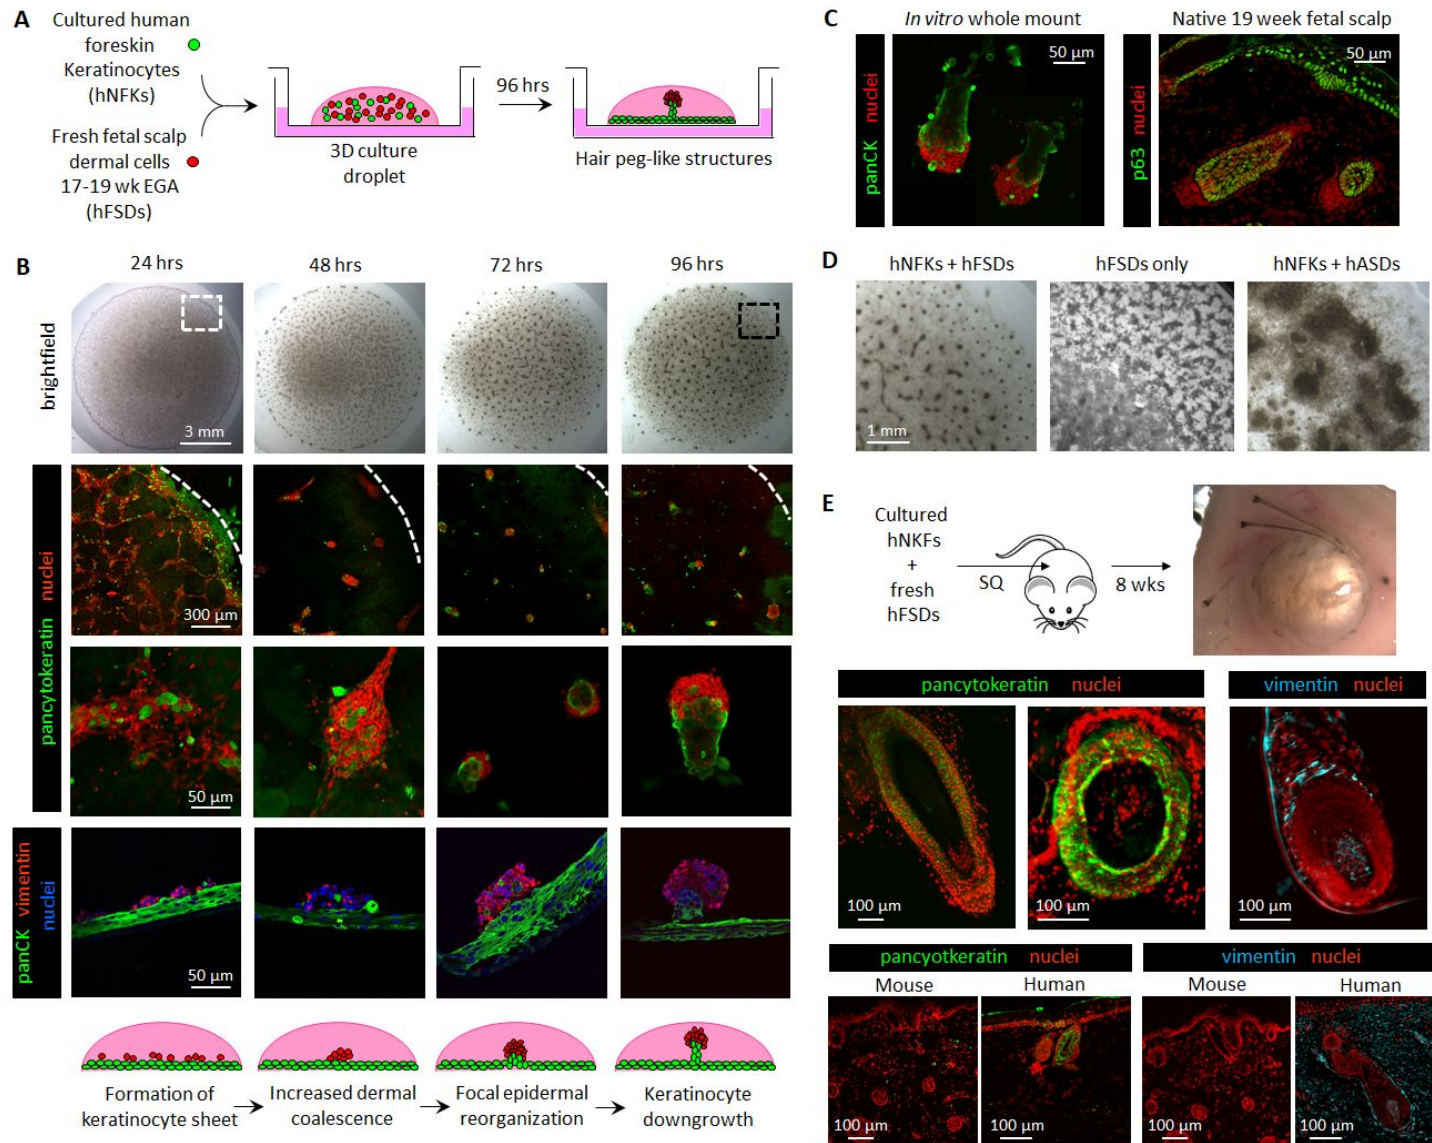 A
Cultured human
foreskin
Keratinocytes
(hNFKs)
Fresh fetal scalp
dermal cells
17-19 wk EGA
(hFSDs)
3D culture
droplet
96 hrs
Hair peg-like structures
B
24 hrs
48 hrs
72 hrs
96 hrs
brightfield
3 mm
pancytokeratin nuclei
300 µm
50 µm
panCK vimentin
nuclei
50 µm
Formation of
keratinocyte sheet
Increased dermal
coalescence
Focal epidermal
reorganization
Keratinocyte
downgrowth
C
In vitro whole mount
Native 19 week fetal scalp
panCK nuclei
50 µm
p63 nuclei
50 µm
D
hNFKs + hFSDs
hFSDs only
hNFKs + hASDs
1 mm
E
Cultured
hNKFs
+
fresh
hFSDs
SQ
8 wks
pancytokeratin nuclei
vimentin nuclei
100 µm
100 µm
100 µm
pancyotkeratin nuclei
vimentin nuclei
Mouse
Human
Mouse
Human
100 µm
100 µm
100 µm
100 µm